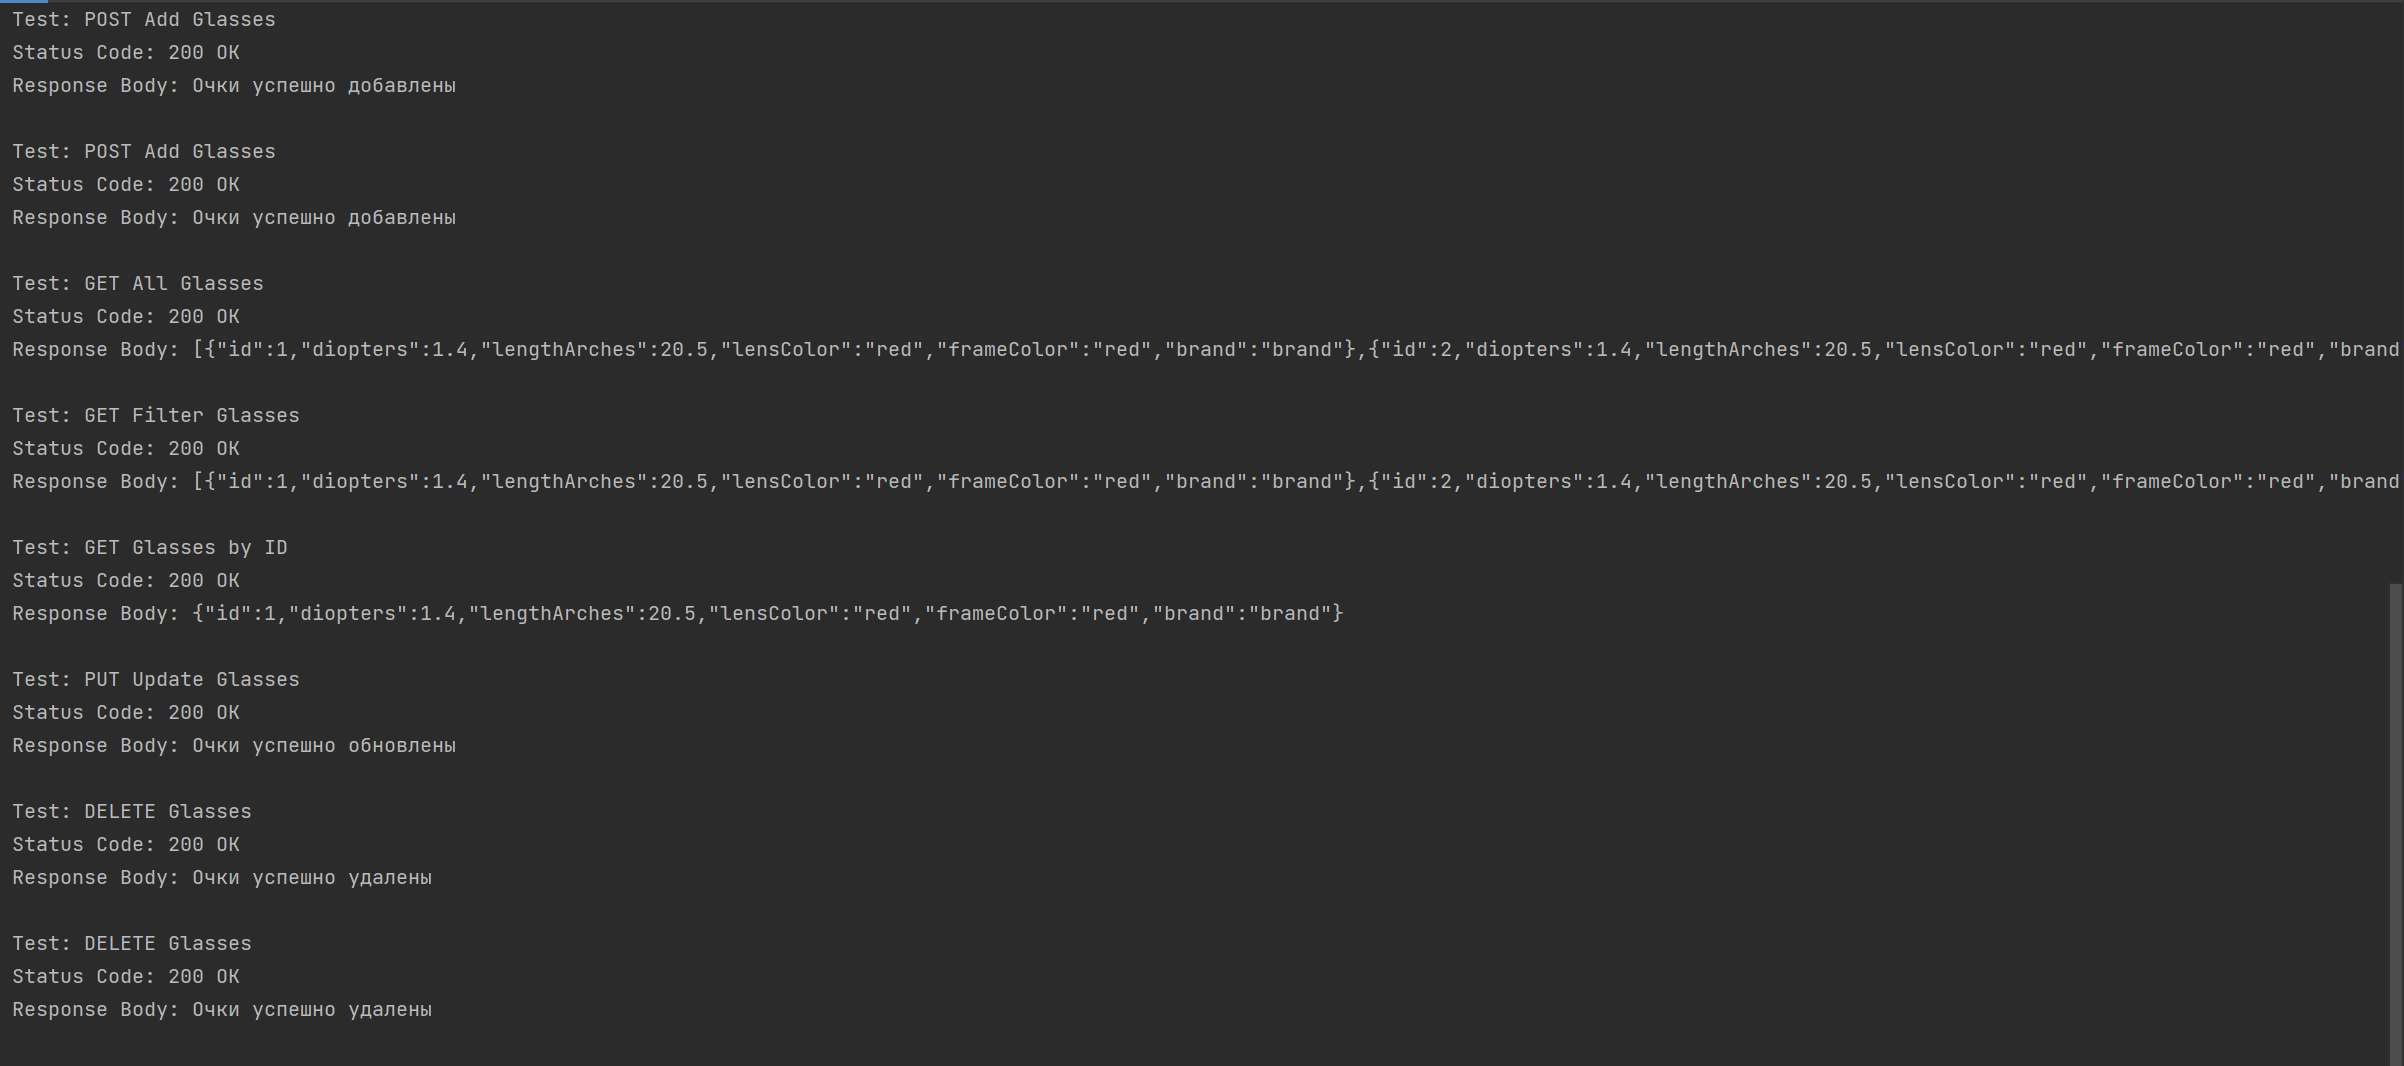 Test: POST Add Glasses
Status Code: 200 OK
Response Body: Очки успешно добавлены
Test: POST Add Glasses
Status Code: 200 OK
Response Body: Очки успешно добавлены
Test: GET All Glasses
Status Code: 200 OK
Response Body: [{"id":1,"diopters":1.4,"lengthArches":20.5,"lensColor":"red","frameColor":"red","brand":"brand"},{"id":2,"diopters":1.4,"lengthArches":20.5,"lensColor":"red","frameColor":"red","brand
Test: GET Filter Glasses
Status Code: 200 OK
Response Body: [{"id":1,"diopters":1.4,"lengthArches":20.5,"lensColor":"red","frameColor":"red","brand":"brand"},{"id":2,"diopters":1.4,"lengthArches":20.5,"lensColor":"red","frameColor":"red","brand
Test: GET Glasses by ID
Status Code: 200 OK
Response Body: {"id":1,"diopters":1.4,"lengthArches":20.5,"lensColor":"red","frameColor":"red","brand":"brand"}
Test: PUT Update Glasses
Status Code: 200 OK
Response Body: Очки успешно обновлены
Test: DELETE Glasses
Status Code: 200 OK
Response Body: Очки успешно удалены
Test: DELETE Glasses
Status Code: 200 OK
Response Body: Очки успешно удалены